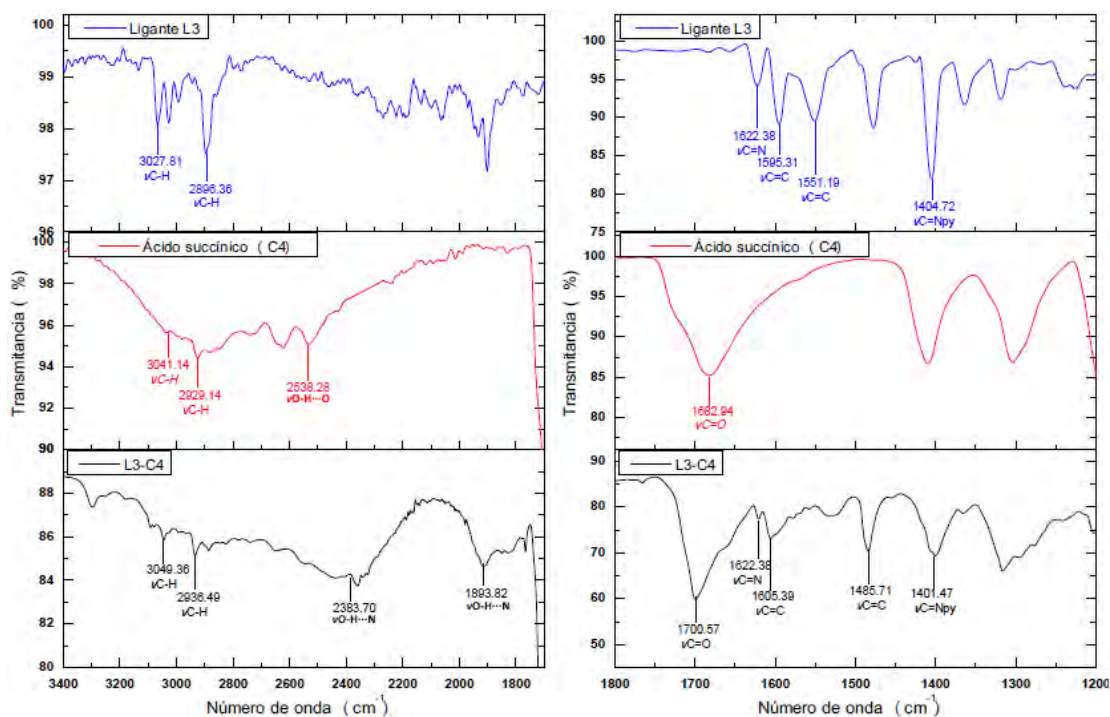 Ligante L3
100
99
98
97
96
3027.81
νC-H
2896.36
νC-H
Ácido succínico ( C4)
100
98
96
94
92
90
3041.14
νC-H
2929.14
νC-H
2538.28
νO-H···O
L3-C4
88
86
84
82
80
3049.36
νC-H
2936.49
νC-H
2383.70
νO-H···N
1893.82
νO-H···N
3400 3200 3000 2800 2600 2400 2200 2000 1800
Número de onda ( cm-1)
Transmitancia ( %)
Ligante L3
100
95
90
85
80
75
1622.38
νC=N
1595.31
νC=C
1551.19
νC=C
1404.72
νC=Npy
Ácido succínico (C4)
100
95
90
85
80
1682.94
νC=O
L3-C4
90
80
70
60
50
1700.57
νC=O
1622.38
νC=N
1605.39
νC=C
1485.71
νC=C
1401.47
νC=Npy
1800 1700 1600 1500 1400 1300 1200
Número de onda ( cm-1)
Transmitancia ( %)